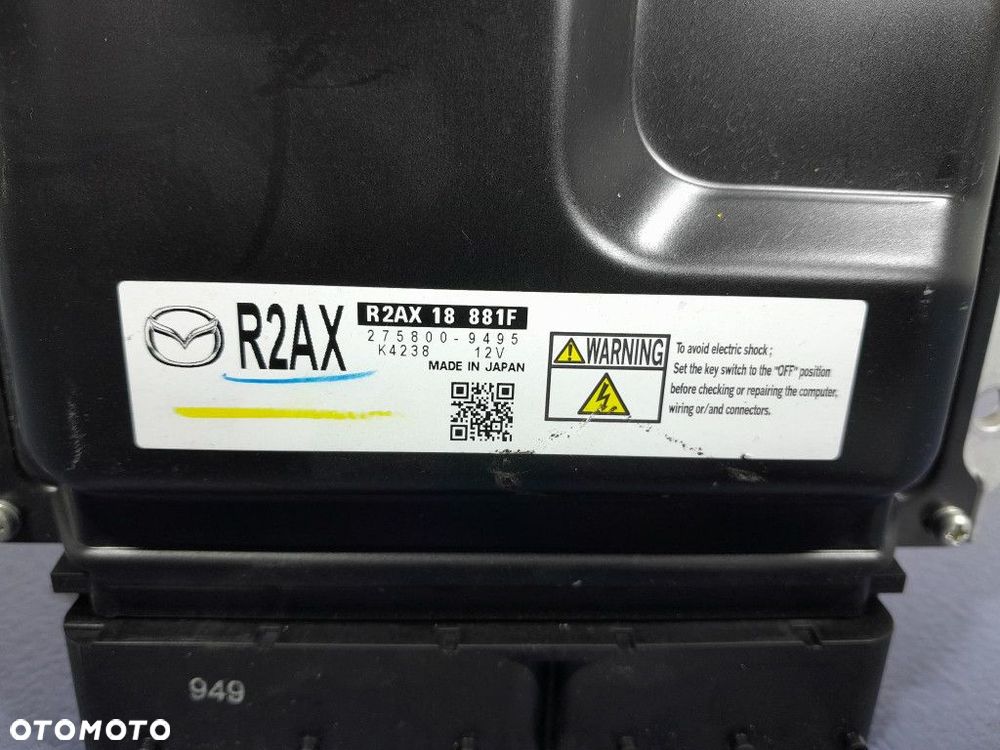 R2AX
R2AX 18 881F
275800-9495
K4238 12V
MADE IN JAPAN
WARNING
To avoid electric shock ;
Set the key switch to the "OFF" position
before checking or repairing the computer,
wiring or/and connectors.
949
OTOMOTO